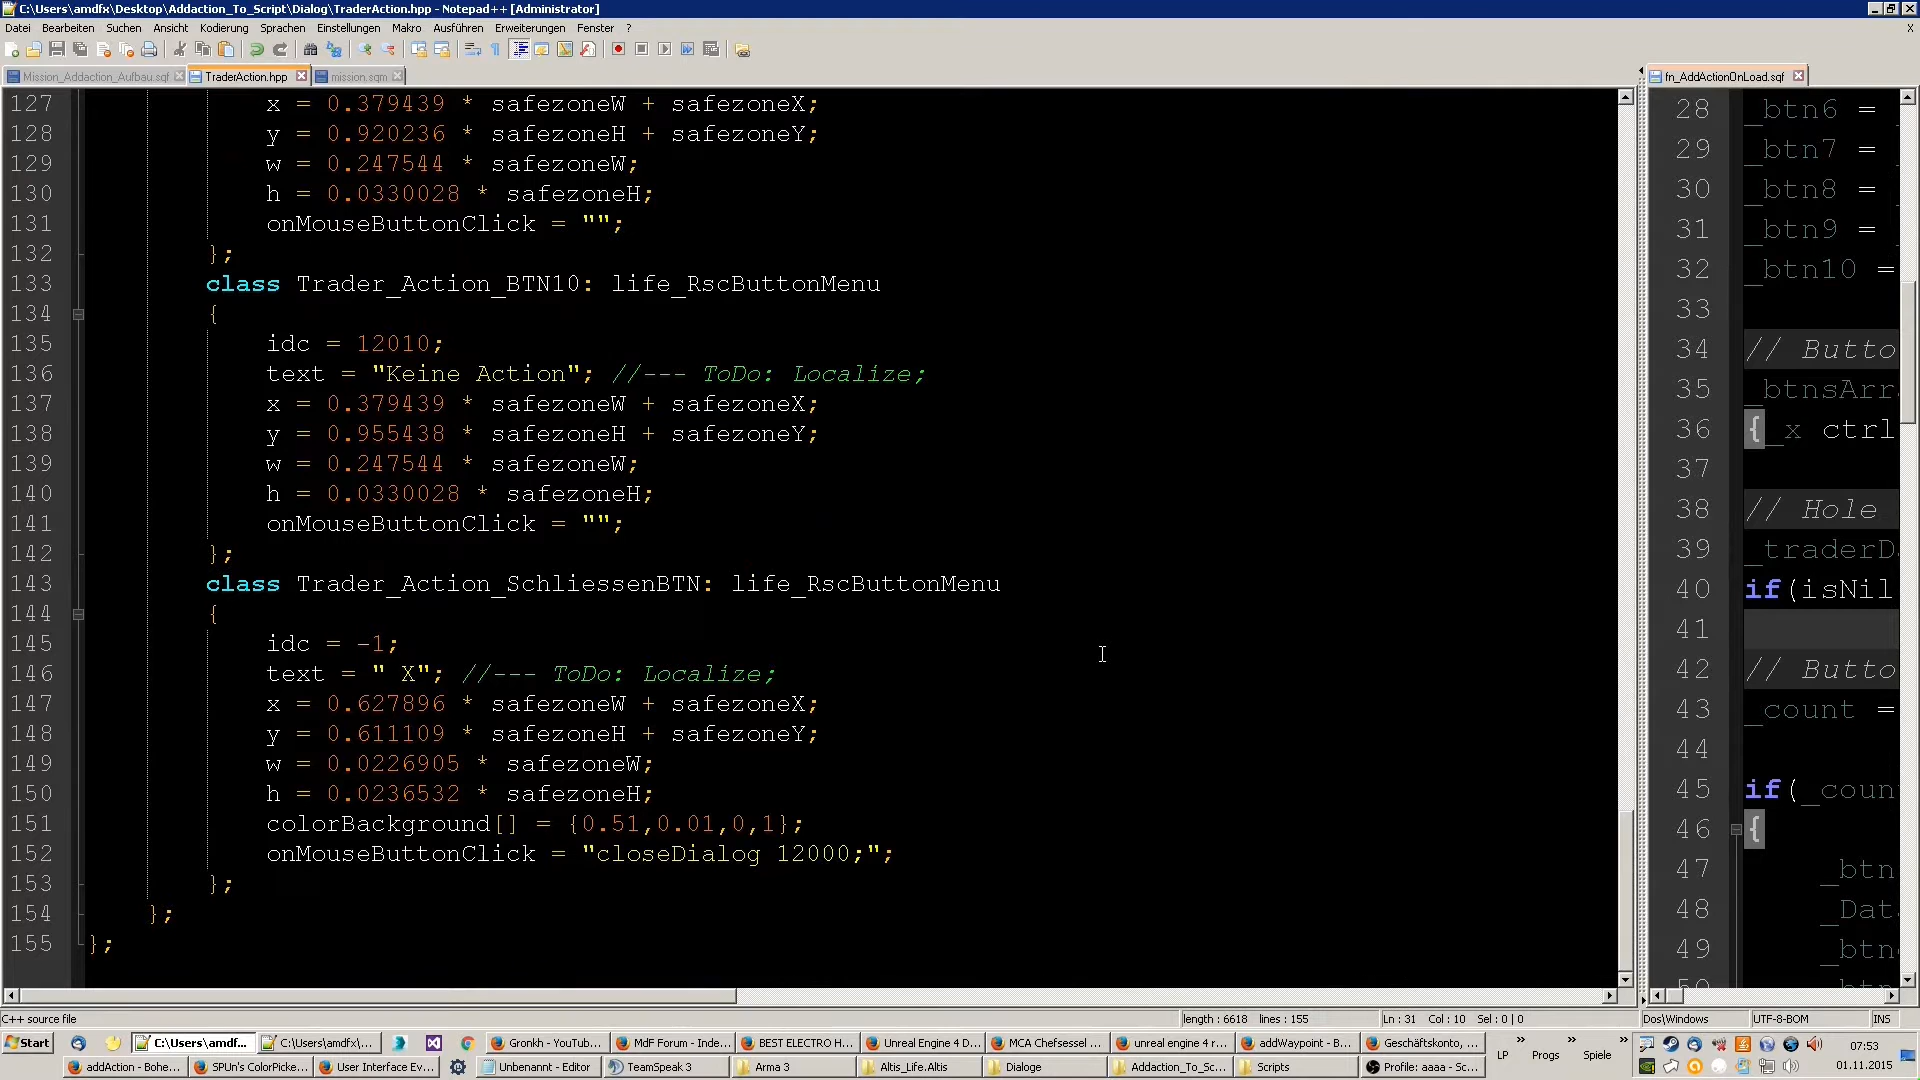 C:\Users\amdfx\Desktop\Addaction_To_Script\Dialog\TraderAction.hpp - Notepad++ [Administrator]
Datei Bearbeiten Suchen Ansicht Kodierung Sprachen Einstellungen Makro Ausführen Erweiterungen Fenster ? X
Mission_Addaction_Aufbau.sqf TraderAction.hpp mission.sqm
127 x = 0.379439 * safezoneW + safezoneX;
128 y = 0.920236 * safezoneH + safezoneY;
129 w = 0.247544 * safezoneW;
130 h = 0.0330028 * safezoneH;
131 onMouseButtonClick = "";
132 };
133 class Trader_Action_BTN10: life_RscButtonMenu
134 {
135 idc = 12010;
136 text = "Keine Action"; //--- ToDo: Localize;
137 x = 0.379439 * safezoneW + safezoneX;
138 y = 0.955438 * safezoneH + safezoneY;
139 w = 0.247544 * safezoneW;
140 h = 0.0330028 * safezoneH;
141 onMouseButtonClick = "";
142 };
143 class Trader_Action_SchliessenBTN: life_RscButtonMenu
144 {
145 idc = -1;
146 text = " X"; //--- ToDo: Localize;
147 x = 0.627896 * safezoneW + safezoneX;
148 y = 0.611109 * safezoneH + safezoneY;
149 w = 0.0226905 * safezoneW;
150 h = 0.0236532 * safezoneH;
151 colorBackground[] = {0.51,0.01,0,1};
152 onMouseButtonClick = "closeDialog 12000;";
153 };
154 };
155 };
fn_AddActionOnLoad.sqf
28 _btn6 =
29 _btn7 =
30 _btn8 =
31 _btn9 =
32 _btn10 =
33
34 // Butto
35 _btnsArr
36 {_x ctrl
37
38 // Hole
39 _traderD
40 if(isNil
41
42 // Butto
43 _count =
44
45 if(_coun
46 {
47 _btn
48 _Dat
49 _btn
50
C++ source file length : 6618 lines : 155 Ln : 31 Col : 10 Sel : 0 | 0 Dos\Windows UTF-8-BOM INS
Start C:\Users\amdf... C:\Users\amdfx\... Gronkh - YouTub... MdF Forum - Inde... BEST ELECTRO H... Unreal Engine 4 D... MCA Chefsessel ... unreal engine 4 r... addWaypoint - B... Geschäftskonto, ... LP Progs Spiele 07:53
addAction - Bohe... SPUn's ColorPicke... User Interface Ev... Unbenannt - Editor TeamSpeak 3 Arma 3 Altis_Life.Altis Dialoge Addaction_To_Sc... Scripts Profile: aaaa - Sc... 01.11.2015